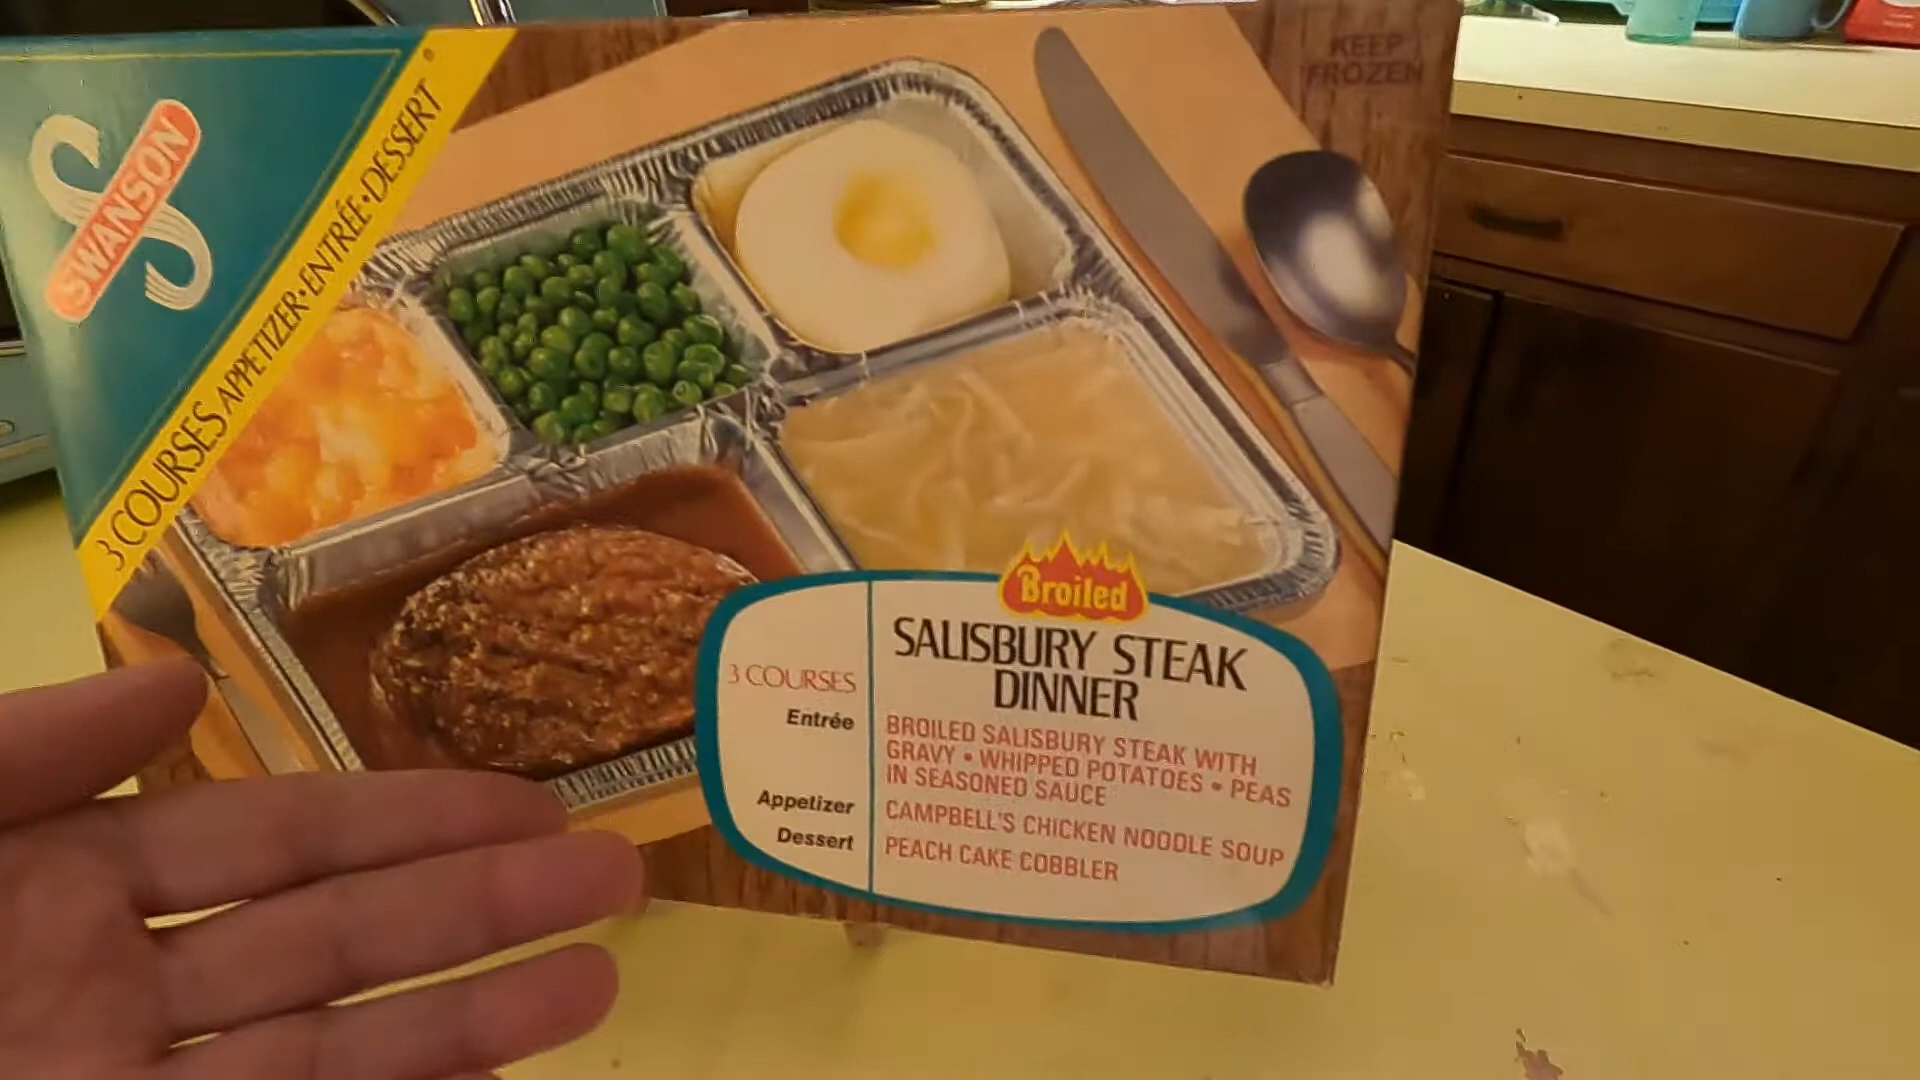 KEEP
FROZEN
S
SWANSON
®
3 COURSES APPETIZER•ENTRÉE•DESSERT
Broiled
SALISBURY STEAK
DINNER
3 COURSES
Entrée
BROILED SALISBURY STEAK WITH
GRAVY • WHIPPED POTATOES • PEAS
IN SEASONED SAUCE
Appetizer
CAMPBELL'S CHICKEN NOODLE SOUP
Dessert
PEACH CAKE COBBLER